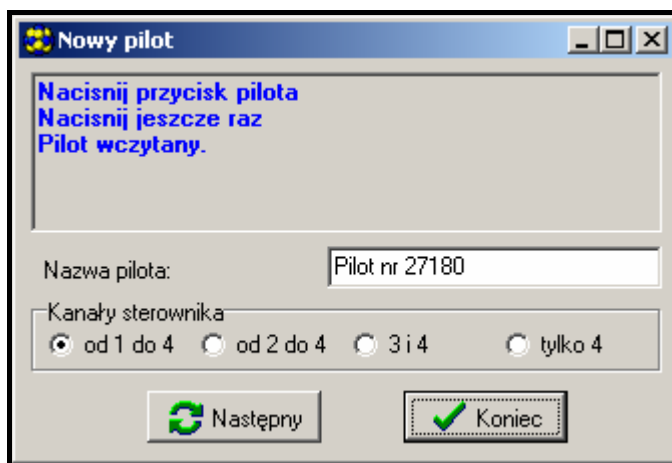 Nowy pilot
Nacisnij przycisk pilota
Nacisnij jeszcze raz
Pilot wczytany.
Nazwa pilota: Pilot nr 27180
Kanały sterownika
od 1 do 4 od 2 do 4 3 i 4 tylko 4
Następny Koniec